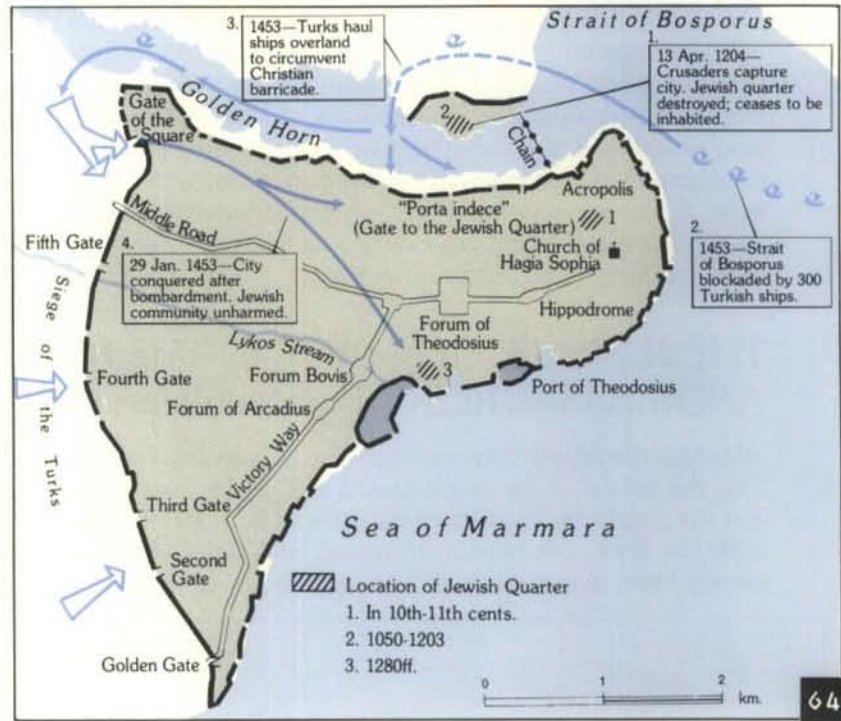 3.
1453—Turks haul
ships overland
to circumvent
Christian
barricade.
Strait of Bosporus
1.
13 Apr. 1204—
Crusaders capture
city. Jewish quarter
destroyed; ceases to be
inhabited.
Gate
of the
Square
Golden Horn
2
Chain
Acropolis
"Porta indece"
(Gate to the Jewish Quarter)
1
Church of
Hagia Sophia
2.
1453—Strait
of Bosporus
blockaded by 300
Turkish ships.
Middle Road
Fifth Gate
4.
29 Jan. 1453—City
conquered after
bombardment. Jewish
community unharmed.
Hippodrome
Siege of the Turks
Lykos Stream
Forum of
Theodosius
Forum Bovis
3
Fourth Gate
Port of Theodosius
Forum of Arcadius
Victory Way
Third Gate
Second
Gate
Golden Gate
Sea of Marmara
Location of Jewish Quarter
1. In 10th-11th cents.
2. 1050-1203
3. 1280ff.
0 1 2
km.
64